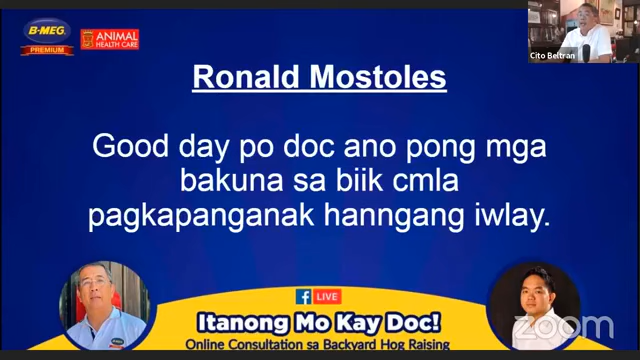 B-MEG
PREMIUM
ANIMAL
HEALTH CARE
Cito Beltran
Ronald Mostoles
Good day po doc ano pong mga
bakuna sa biik cmla
pagkapanganak hanngang iwlay.
f LIVE
Itanong Mo Kay Doc!
Online Consultation sa Backyard Hog Raising
zoom